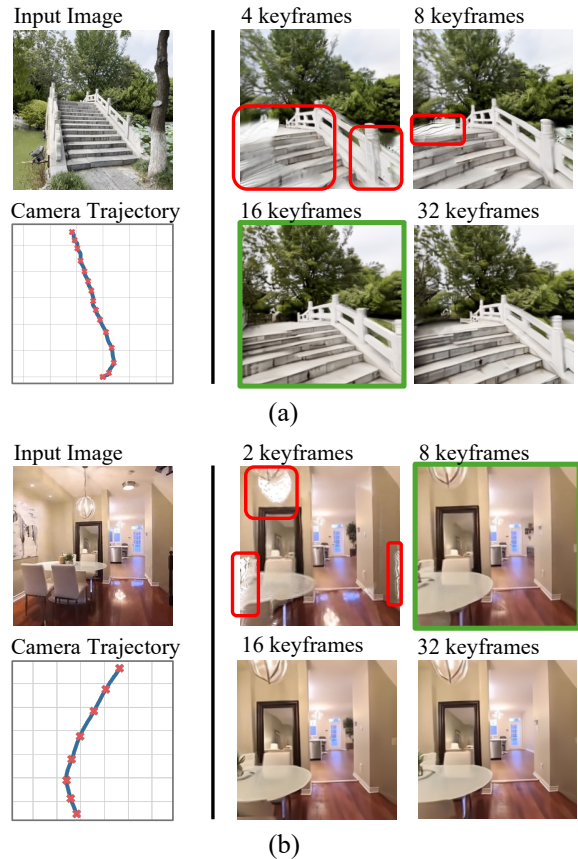 Input Image
4 keyframes
8 keyframes
Camera Trajectory
16 keyframes
32 keyframes
(a)
Input Image
2 keyframes
8 keyframes
Camera Trajectory
16 keyframes
32 keyframes
(b)